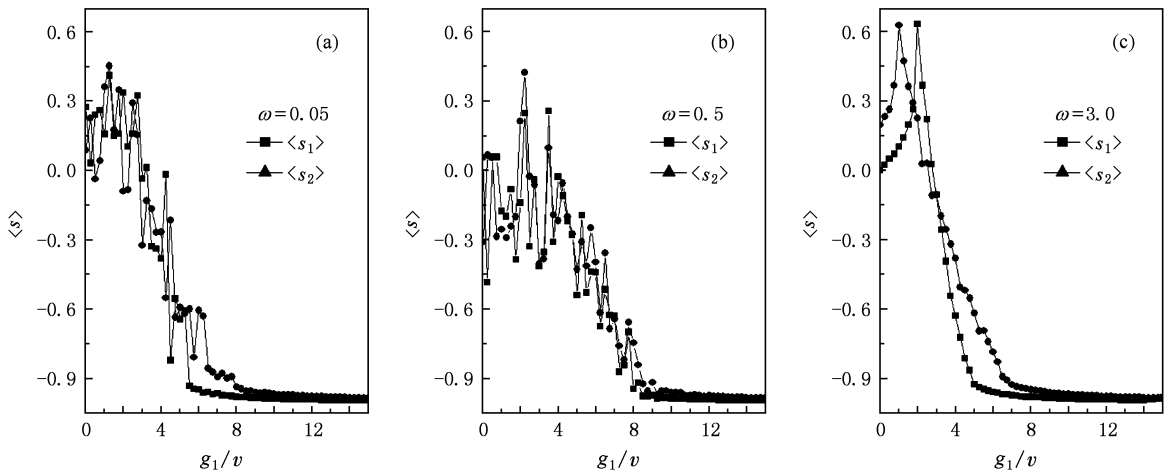 0.6
0.3
0.0
−0.3
−0.6
−0.9
⟨s⟩
(a)
ω=0.05
⟨s₁⟩
⟨s₂⟩
0 4 8 12
g₁/v
0.6
0.3
0.0
−0.3
−0.6
−0.9
⟨s⟩
(b)
ω=0.5
⟨s₁⟩
⟨s₂⟩
0 4 8 12
g₁/v
0.6
0.3
0.0
−0.3
−0.6
−0.9
⟨s⟩
(c)
ω=3.0
⟨s₁⟩
⟨s₂⟩
0 4 8 12
g₁/v